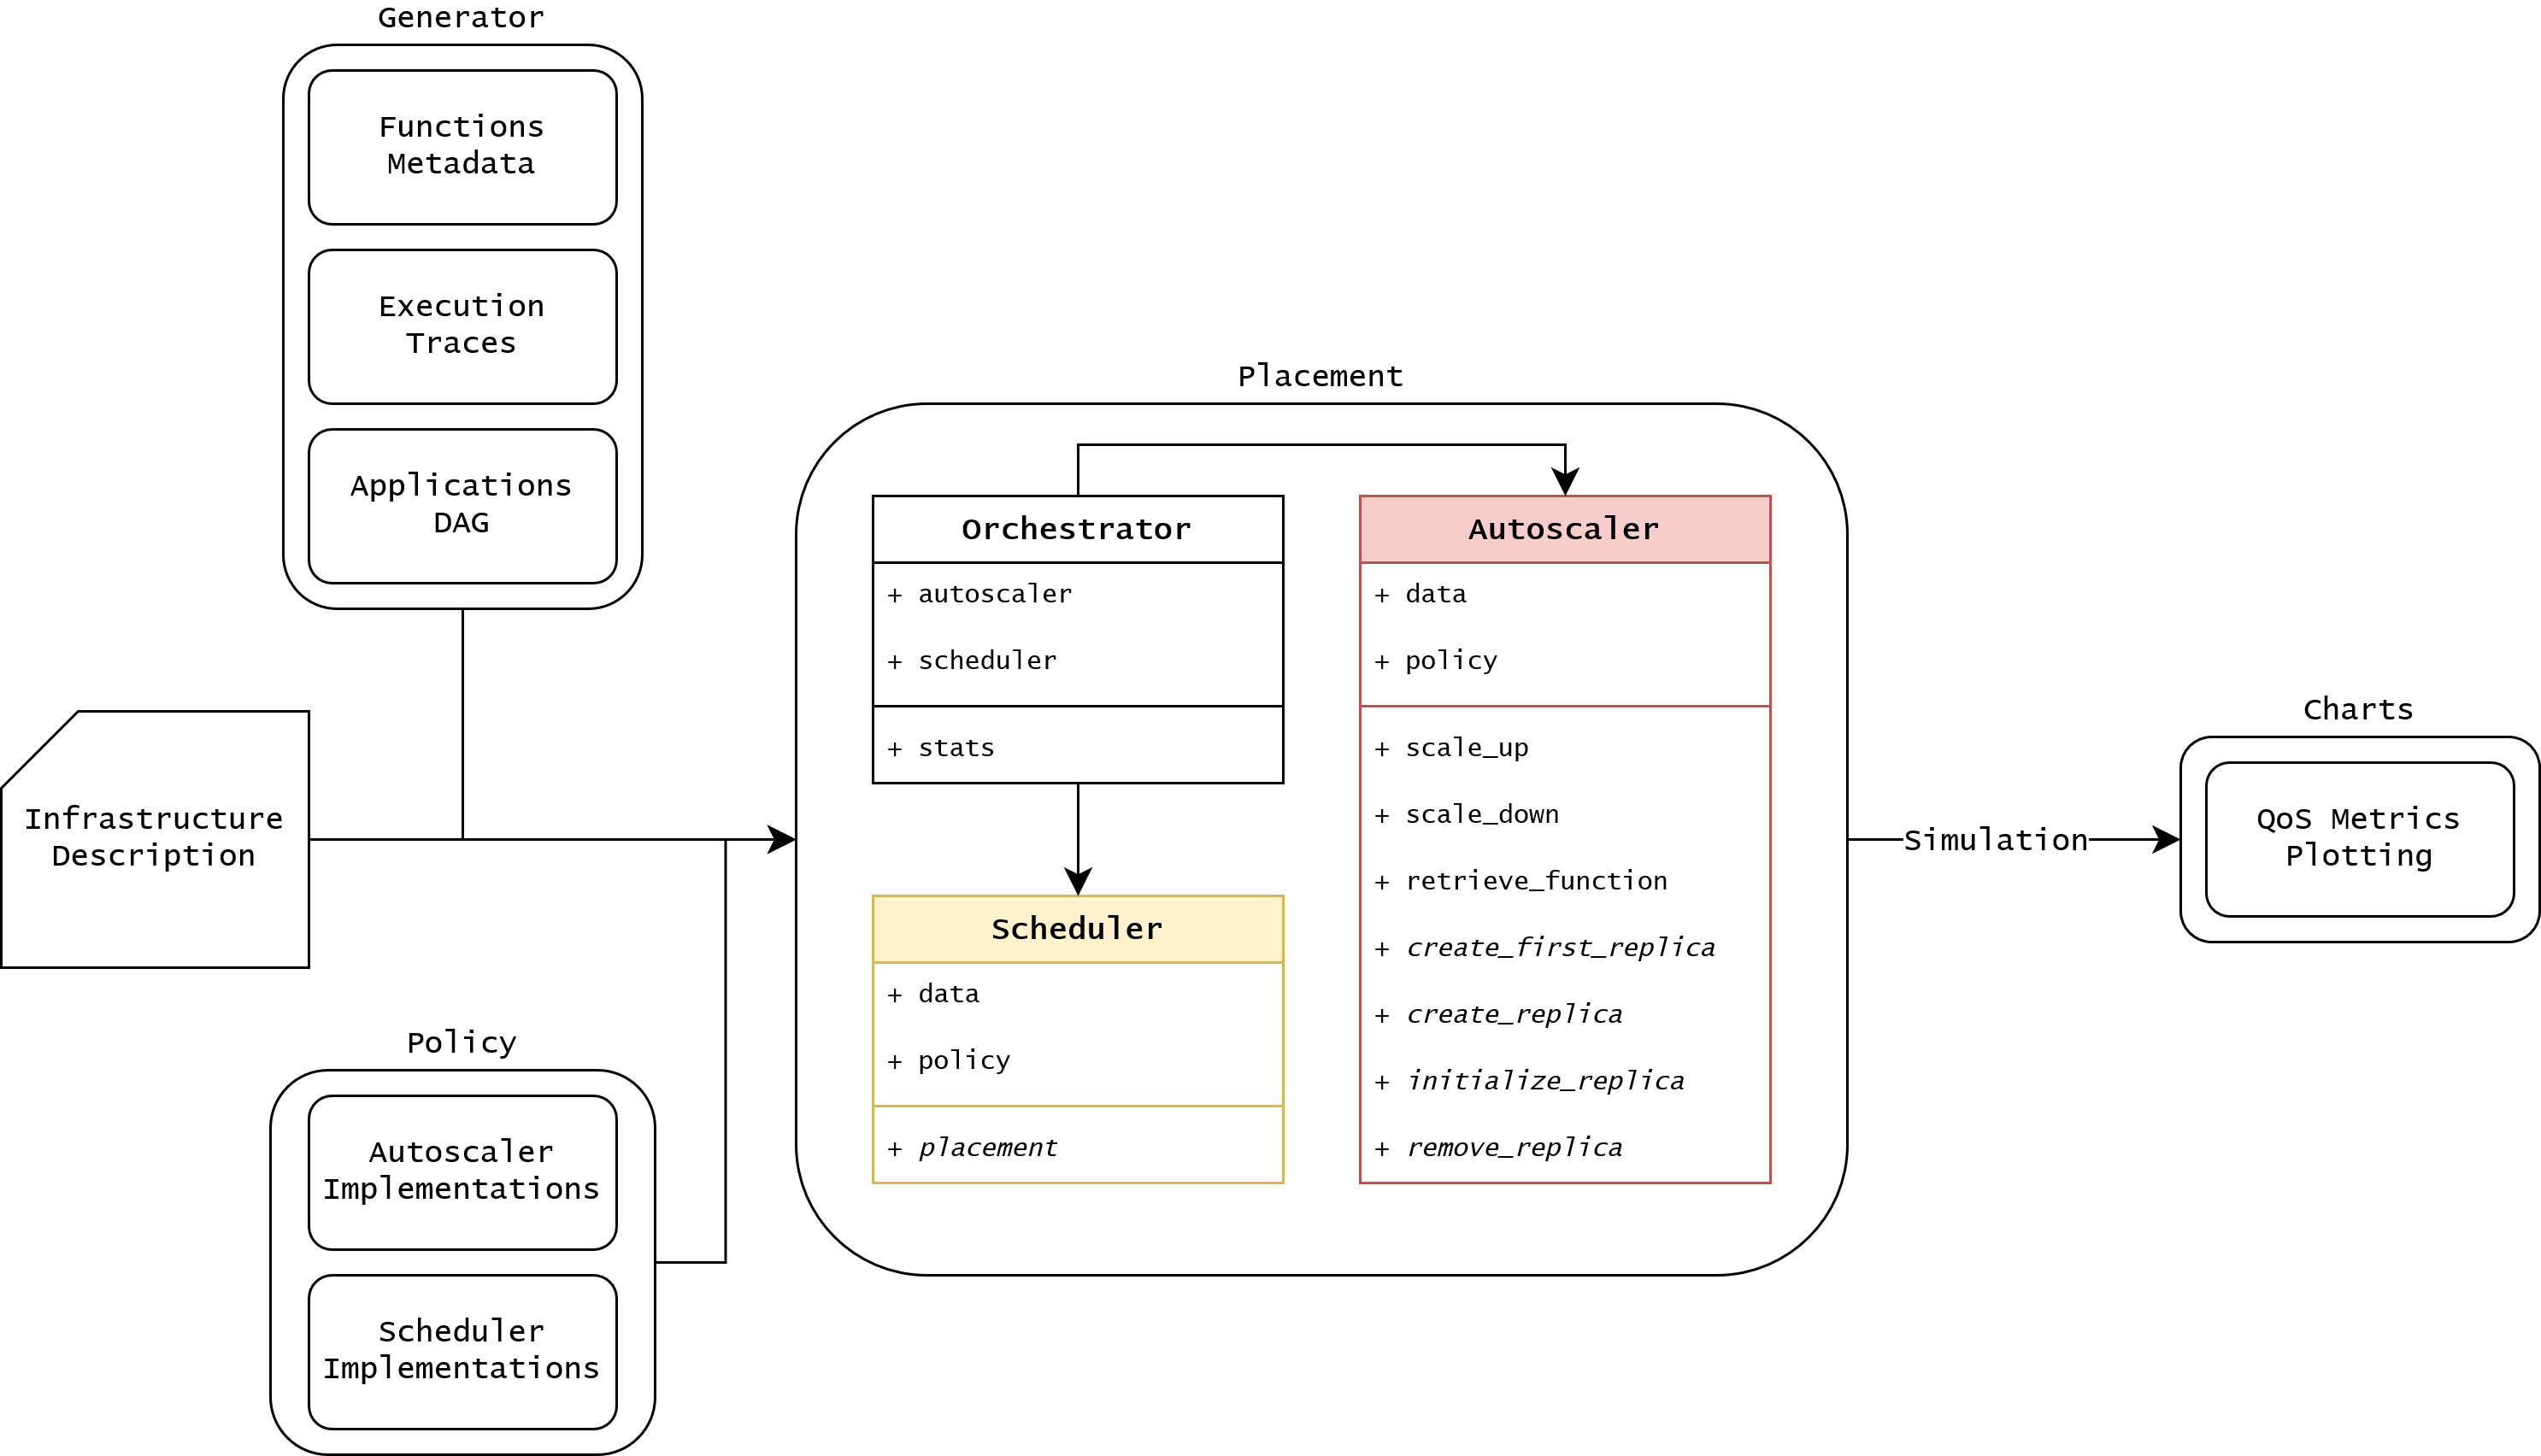 Generator
Functions
Metadata
Execution
Traces
Applications
DAG
Infrastructure
Description
Policy
Autoscaler
Implementations
Scheduler
Implementations
Placement
Orchestrator
+ autoscaler
+ scheduler
+ stats
Scheduler
+ data
+ policy
+ placement
Autoscaler
+ data
+ policy
+ scale_up
+ scale_down
+ retrieve_function
+ create_first_replica
+ create_replica
+ initialize_replica
+ remove_replica
Simulation
Charts
QoS Metrics
Plotting